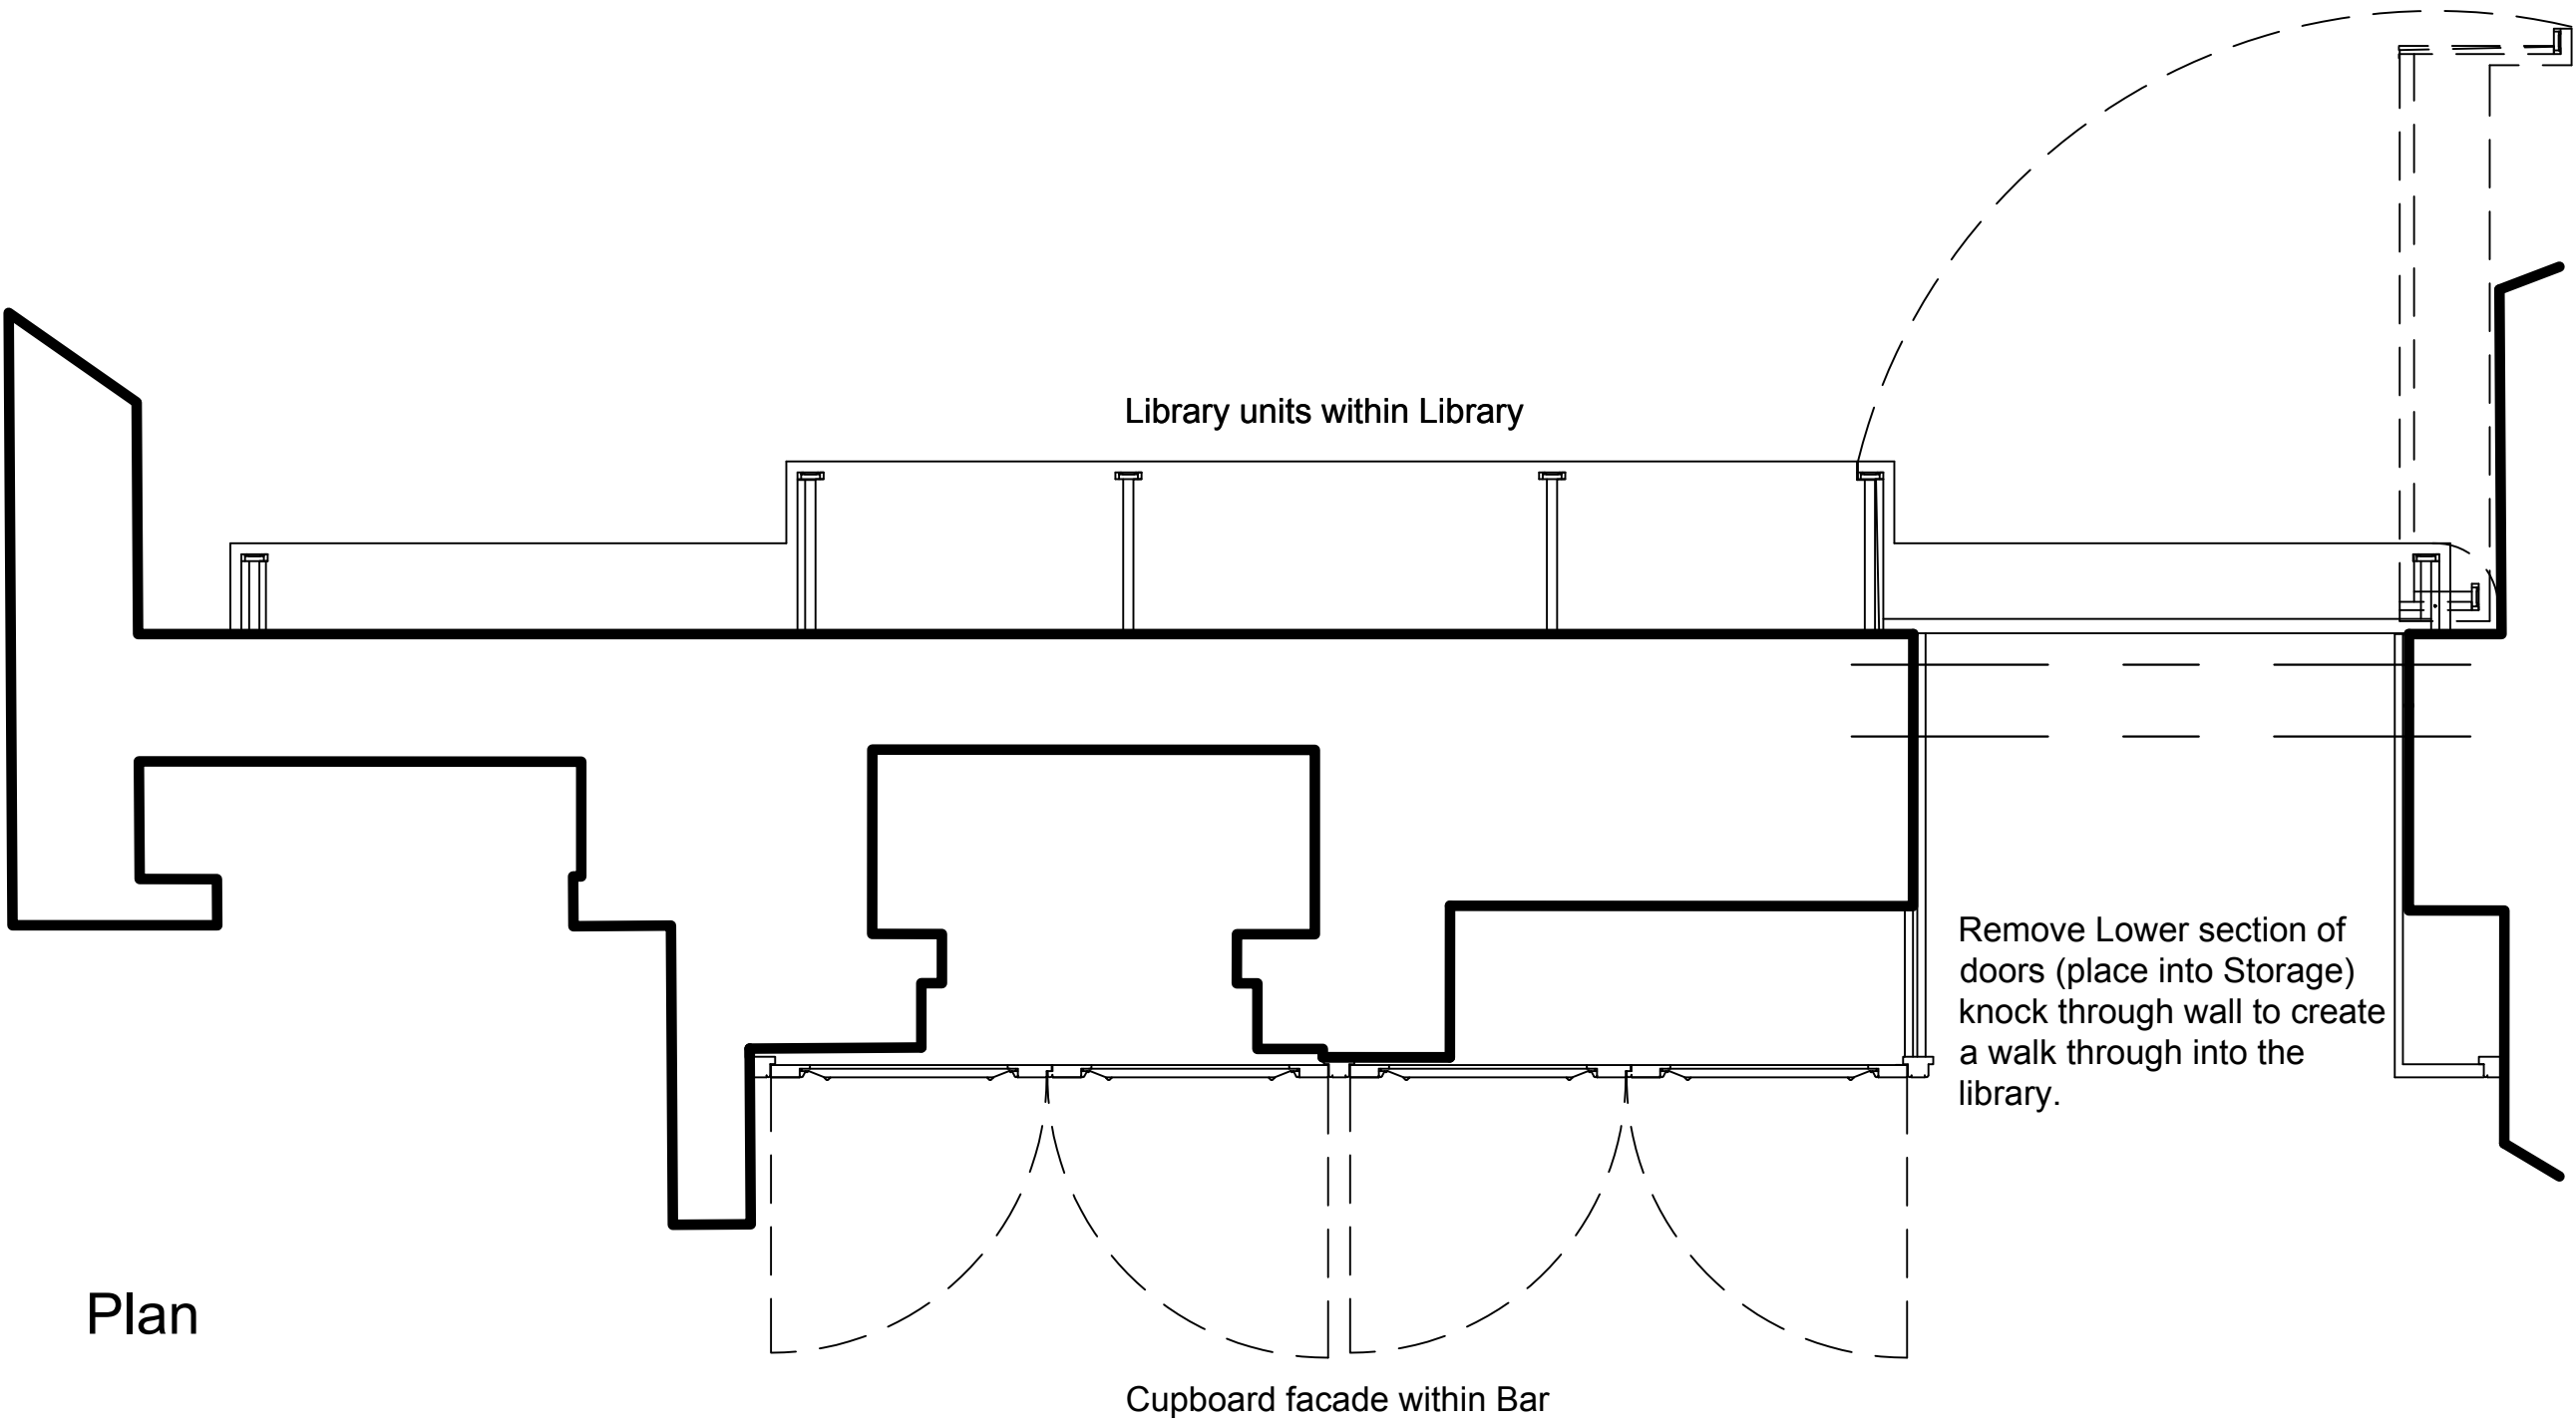 Library units within Library
Remove Lower section of
doors (place into Storage)
knock through wall to create
a walk through into the
library.
Plan
Cupboard facade within Bar